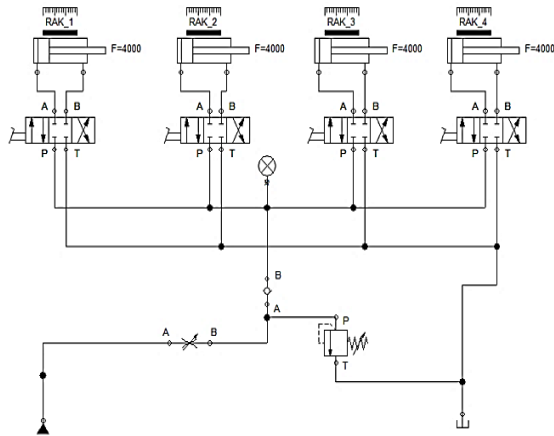 RAK_1 RAK_2 RAK_3 RAK_4
F=4000 F=4000 F=4000 F=4000
A B A B A B A B
P T P T P T P T
B
A
A B
P
T